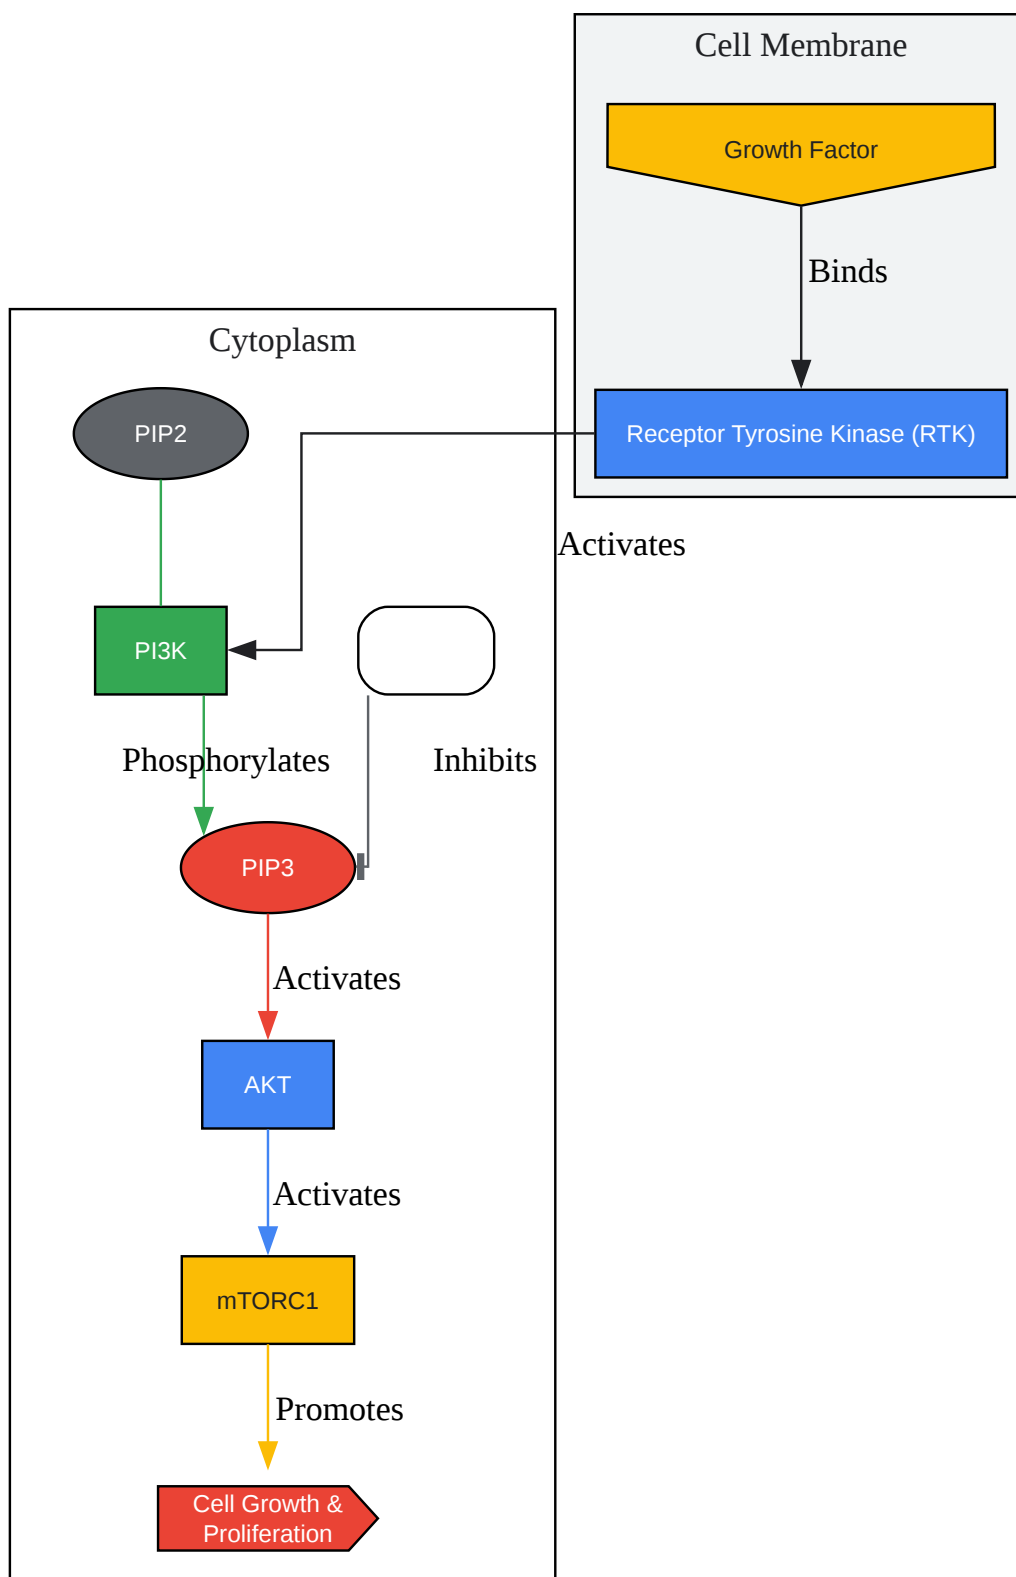 Cell Membrane
Growth Factor
Binds
Cytoplasm
PIP2
Receptor Tyrosine Kinase (RTK)
Activates
PI3K
Phosphorylates
Inhibits
PIP3
Activates
AKT
Activates
mTORC1
Promotes
Cell Growth &
Proliferation